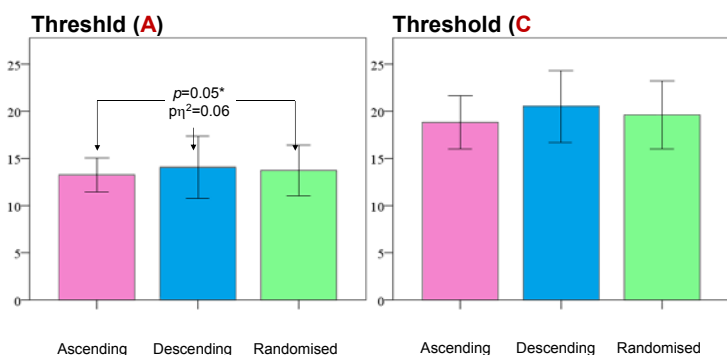 Threshld (A)
25
20
15
10
5
0
p=0.05*
pη²=0.06
Ascending Descending Randomised
Threshold (C
25
20
15
10
5
0
Ascending Descending Randomised